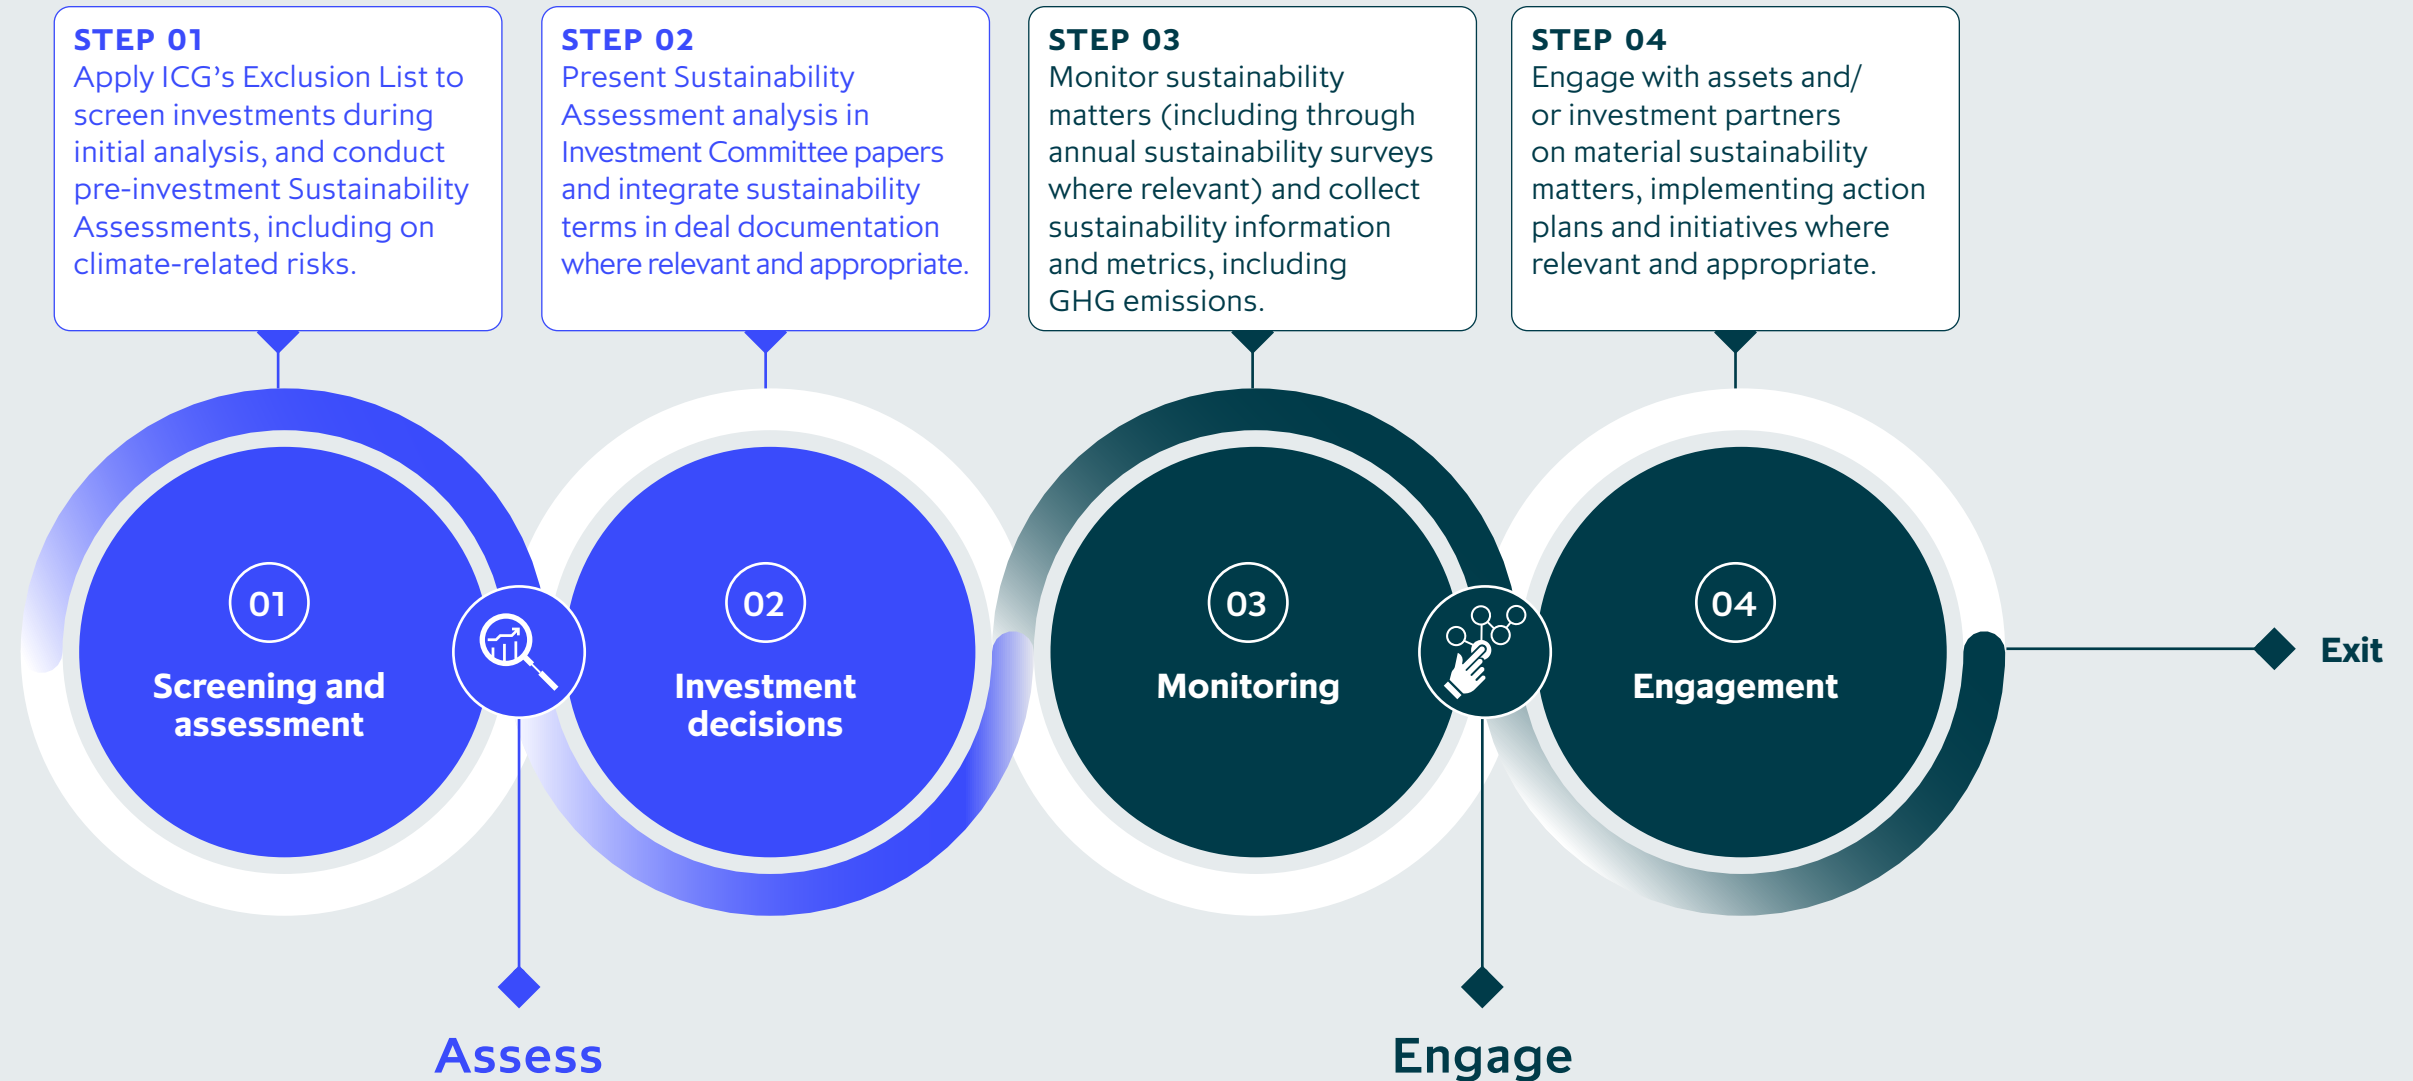 STEP 01
Apply ICG’s Exclusion List to
screen investments during
initial analysis, and conduct
pre-investment Sustainability
Assessments, including on
climate-related risks.
STEP 02
Present Sustainability
Assessment analysis in
Investment Committee papers
and integrate sustainability
terms in deal documentation
where relevant and appropriate.
STEP 03
Monitor sustainability
matters (including through
annual sustainability surveys
where relevant) and collect
sustainability information
and metrics, including
GHG emissions.
STEP 04
Engage with assets and/
or investment partners
on material sustainability
matters, implementing action
plans and initiatives where
relevant and appropriate.
01
Screening and
assessment
02
Investment
decisions
03
Monitoring
04
Engagement
Exit
Assess
Engage